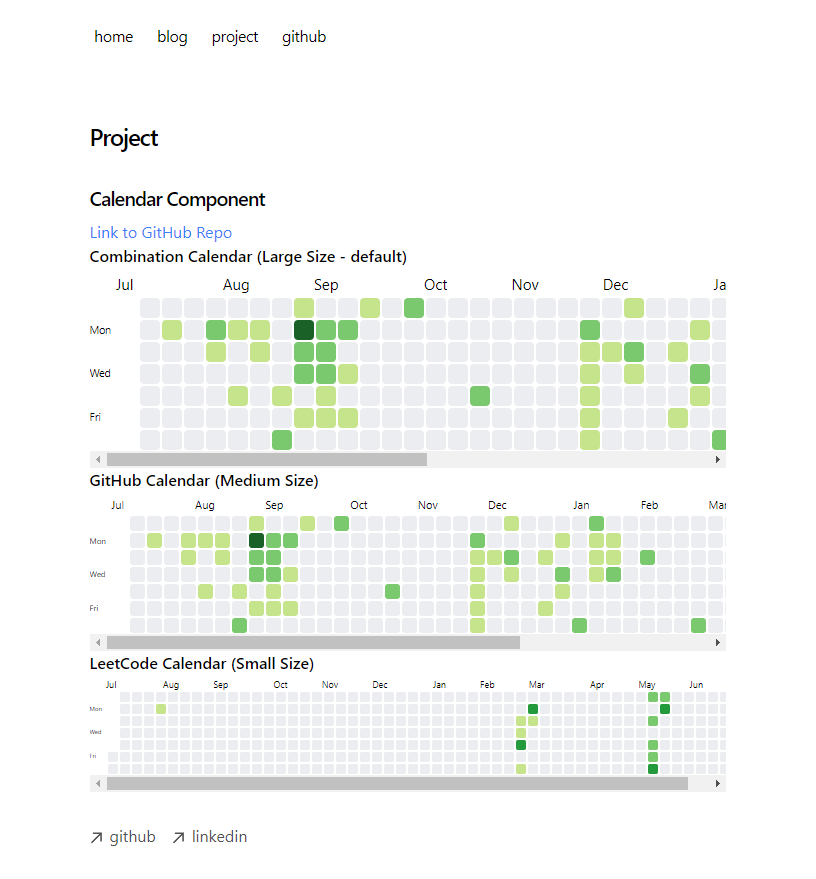 home blog project github
Project
Calendar Component
Link to GitHub Repo
Combination Calendar (Large Size - default)
Jul Aug Sep Oct Nov Dec Ja
Mon
Wed
Fri
GitHub Calendar (Medium Size)
Jul Aug Sep Oct Nov Dec Jan Feb Mar
Mon
Wed
Fri
LeetCode Calendar (Small Size)
Jul Aug Sep Oct Nov Dec Jan Feb Mar Apr May Jun
Mon
Wed
Fri
github linkedin